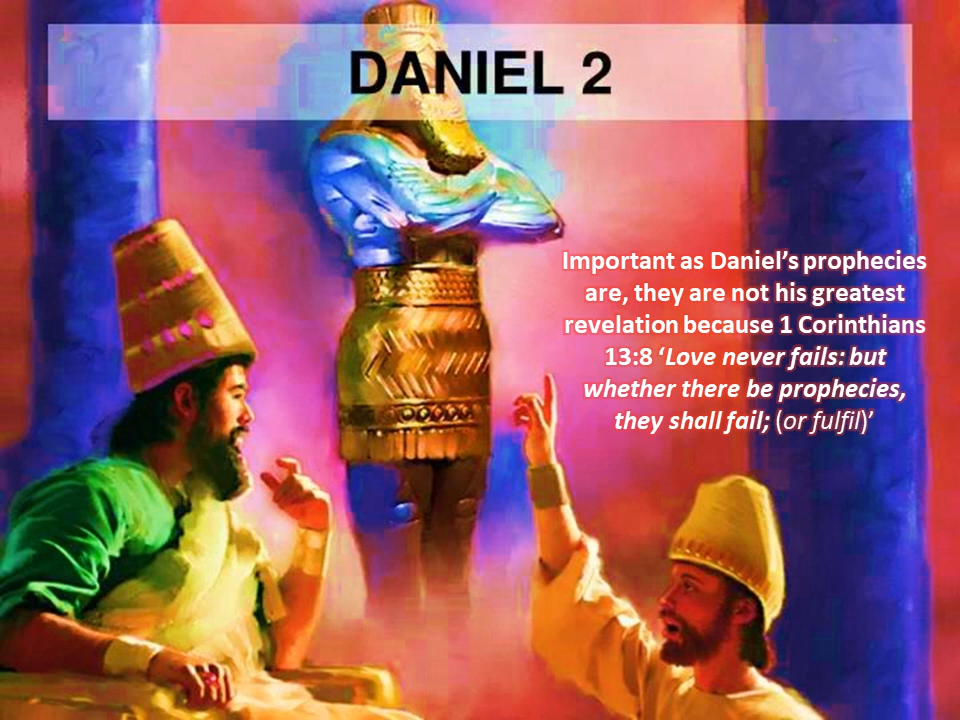 DANIEL 2
Important as Daniel’s prophecies
are, they are not his greatest
revelation because 1 Corinthians
13:8 ‘Love never fails: but
whether there be prophecies,
they shall fail; (or fulfil)’